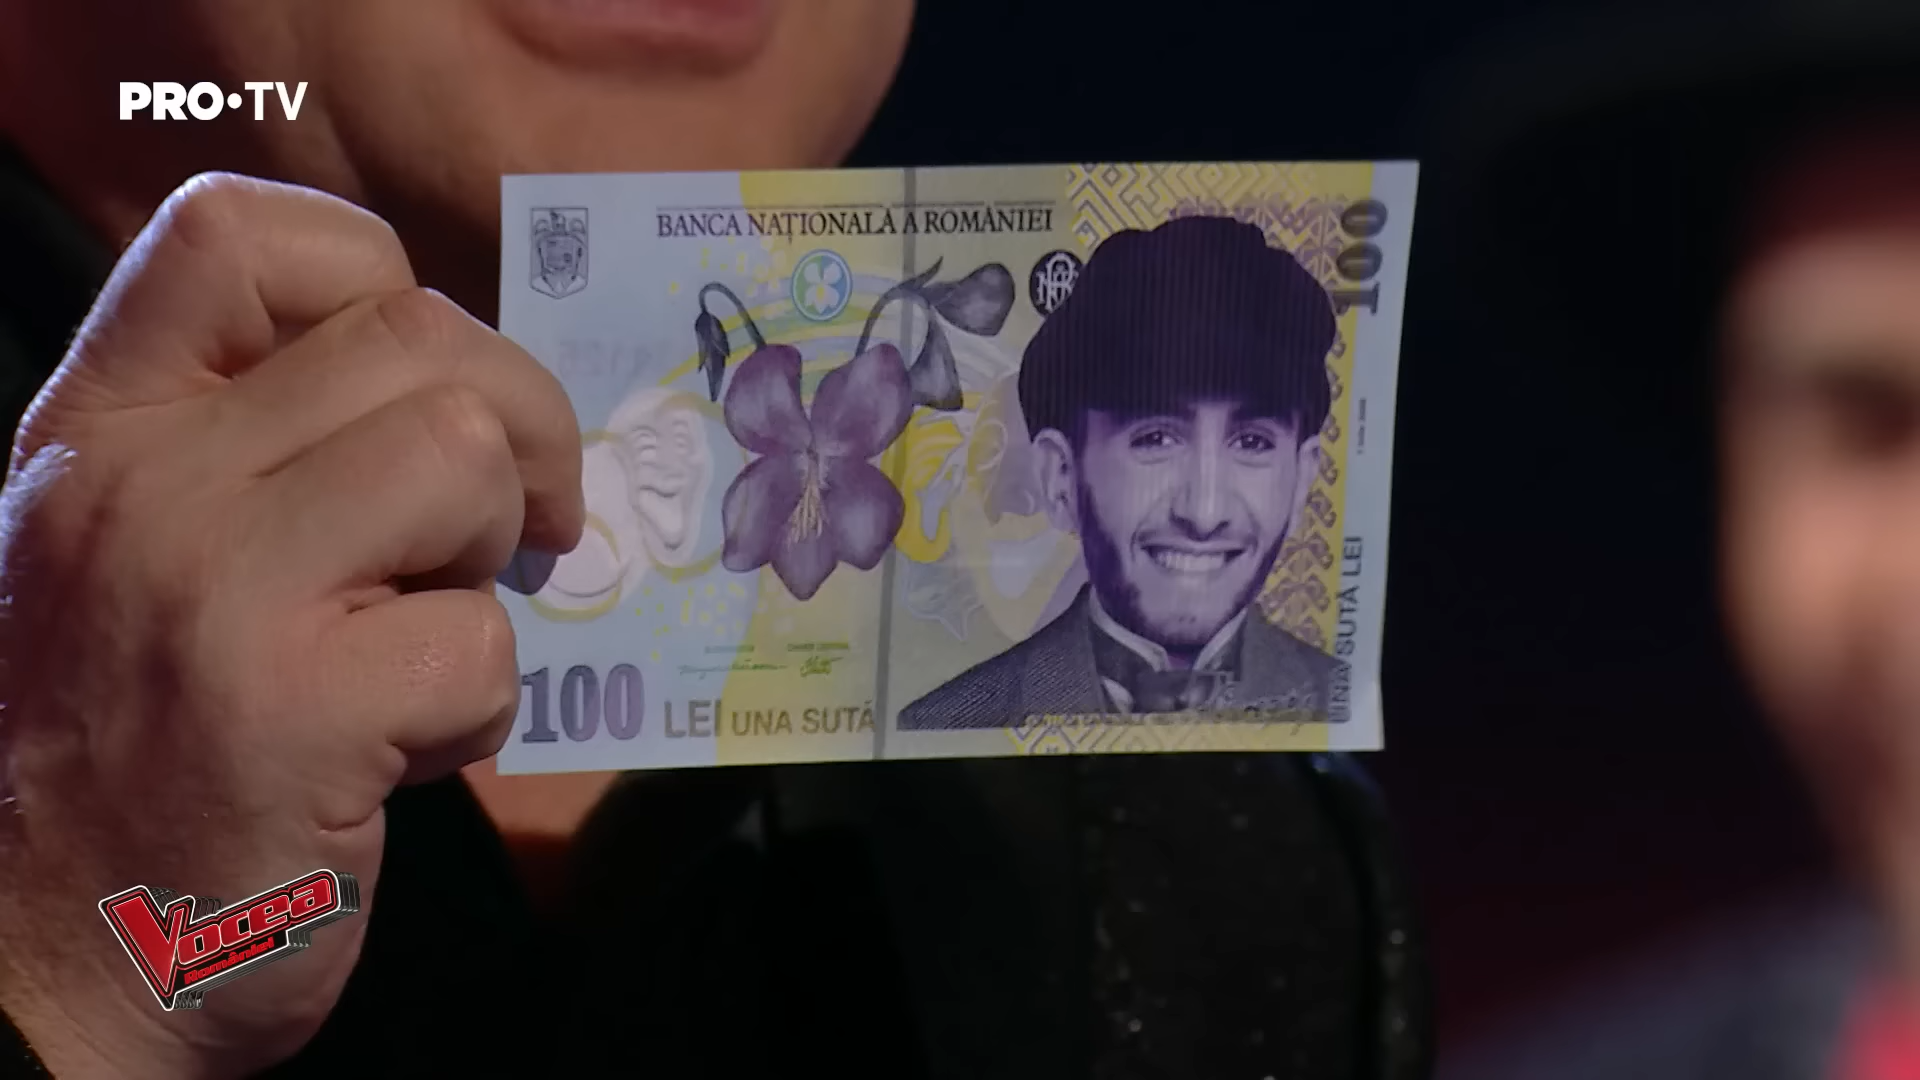 PRO•TV
BANCA NAȚIONALĂ A ROMÂNIEI
100
UNA SUTĂ LEI
100 LEI UNA SUTĂ
Vocea
României